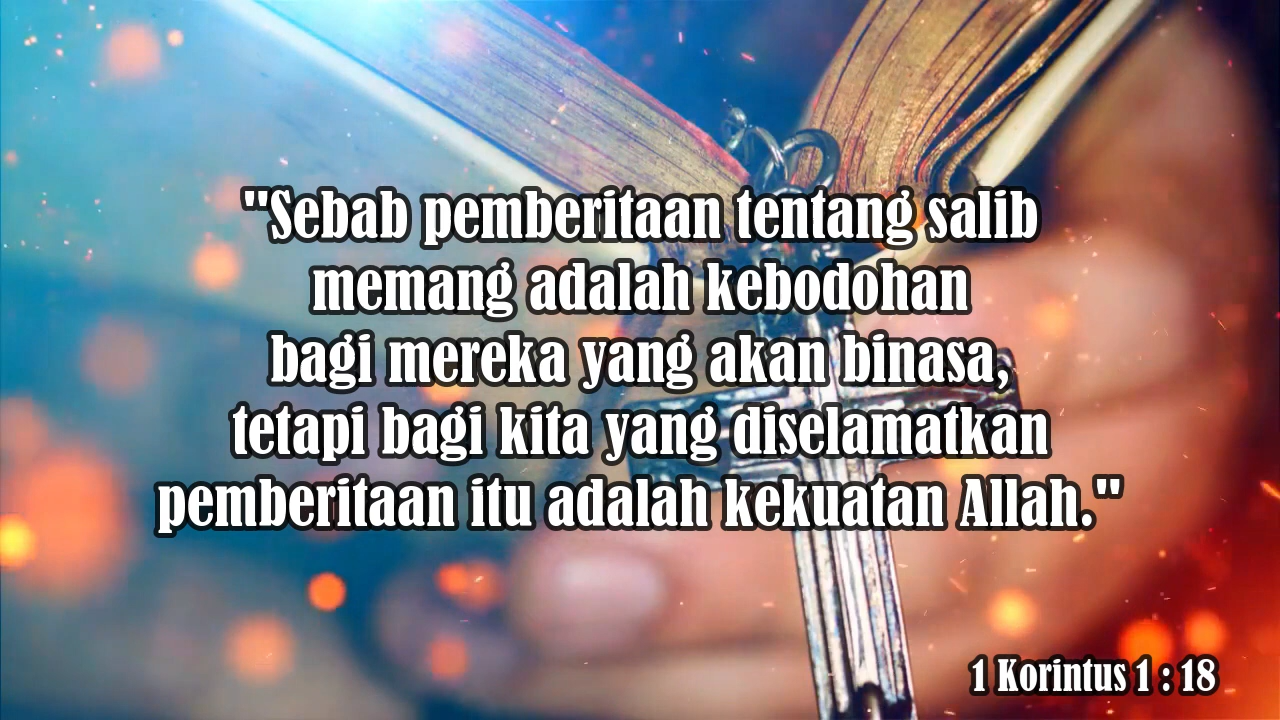 "Sebab pemberitaan tentang salib
memang adalah kebodohan
bagi mereka yang akan binasa,
tetapi bagi kita yang diselamatkan
pemberitaan itu adalah kekuatan Allah."
1 Korintus 1 : 18